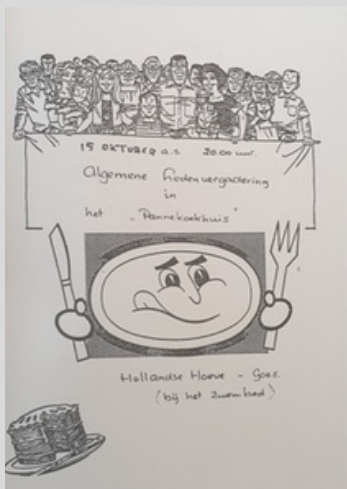 15 OKTOBER a.s. 20.00 uur.
Algemene Ledenvergadering
in
het "Pannekoekhuis"
Hollandse Hoeve - Goes.
(bij het Zwembad)